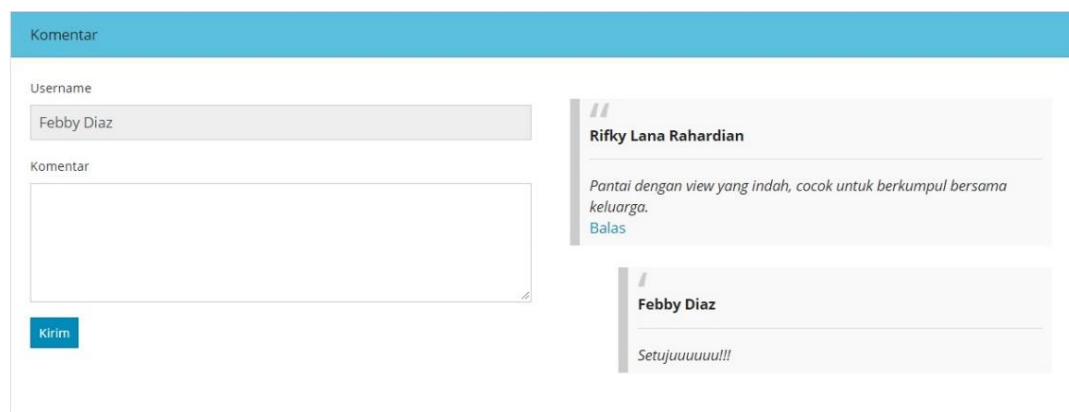 Komentar
Username
Febby Diaz
Komentar
Kirim
Rifky Lana Rahardian
Pantai dengan view yang indah, cocok untuk berkumpul bersama
keluarga.
Balas
Febby Diaz
Setujuuuuuu!!!